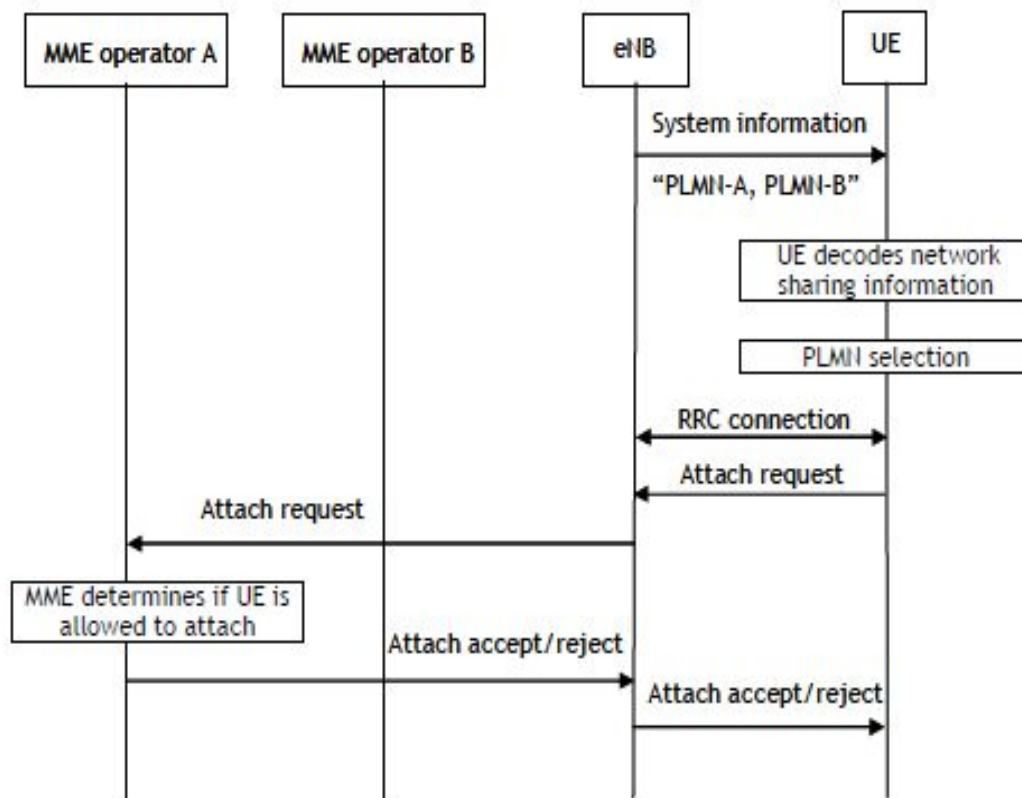 MME operator A
MME operator B
eNB
UE
System information
“PLMN-A, PLMN-B”
UE decodes network
sharing information
PLMN selection
RRC connection
Attach request
Attach request
MME determines if UE is
allowed to attach
Attach accept/reject
Attach accept/reject